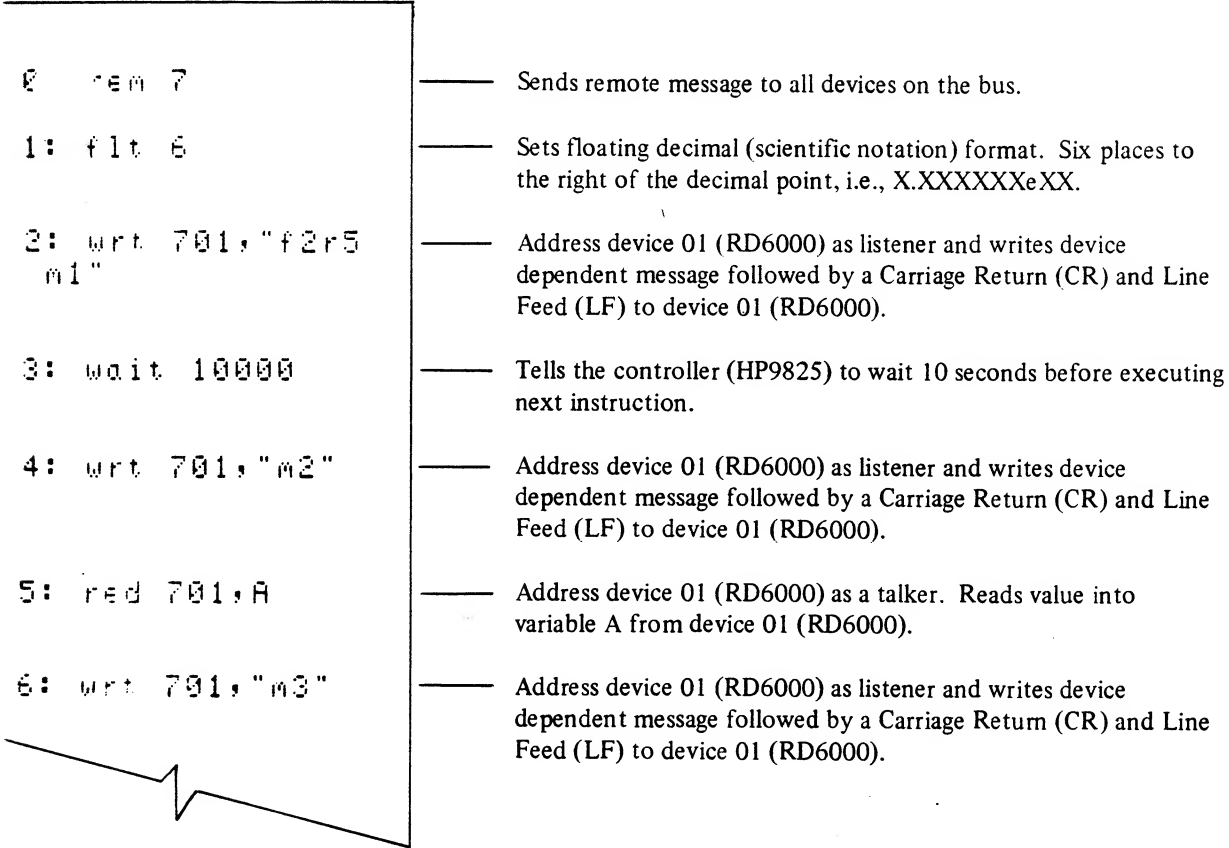 0 rem 7
Sends remote message to all devices on the bus.
1: flt 6
Sets floating decimal (scientific notation) format. Six places to
the right of the decimal point, i.e., X.XXXXXXeXX.
2: wrt 701,"f2r5
m1"
Address device 01 (RD6000) as listener and writes device
dependent message followed by a Carriage Return (CR) and Line
Feed (LF) to device 01 (RD6000).
3: wait 10000
Tells the controller (HP9825) to wait 10 seconds before executing
next instruction.
4: wrt 701,"m2"
Address device 01 (RD6000) as listener and writes device
dependent message followed by a Carriage Return (CR) and Line
Feed (LF) to device 01 (RD6000).
5: red 701,A
Address device 01 (RD6000) as a talker. Reads value into
variable A from device 01 (RD6000).
6: wrt 701,"m3"
Address device 01 (RD6000) as listener and writes device
dependent message followed by a Carriage Return (CR) and Line
Feed (LF) to device 01 (RD6000).